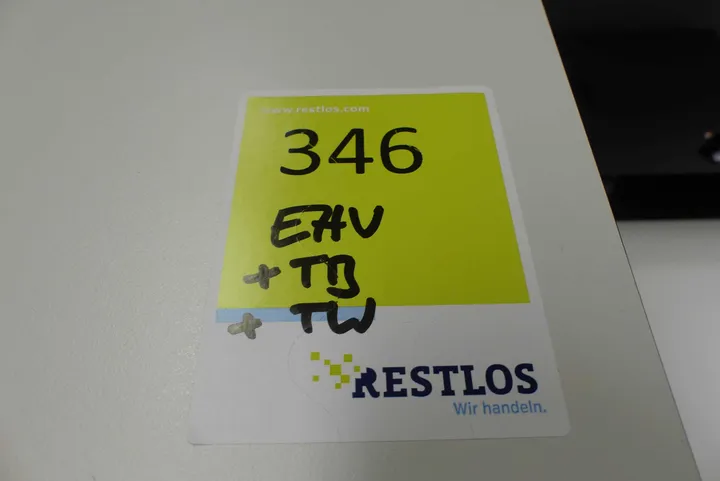 www.restlos.com
346
EHV
+ TB
+ TW
RESTLOS
Wir handeln.